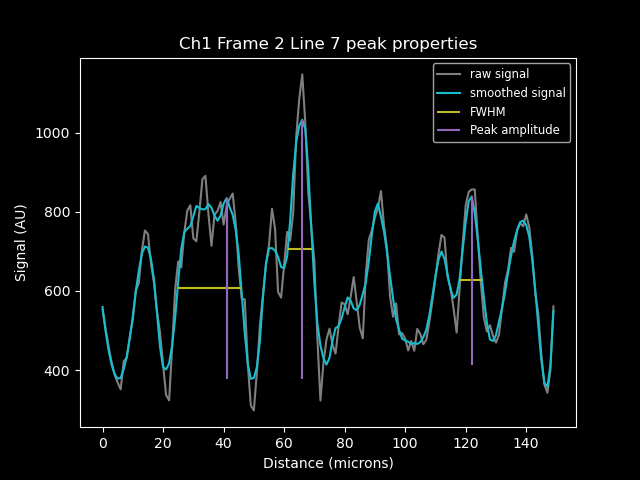 Ch1 Frame 2 Line 7 peak properties
raw signal
smoothed signal
FWHM
Peak amplitude
Signal (AU)
1000
800
600
400
0 20 40 60 80 100 120 140
Distance (microns)